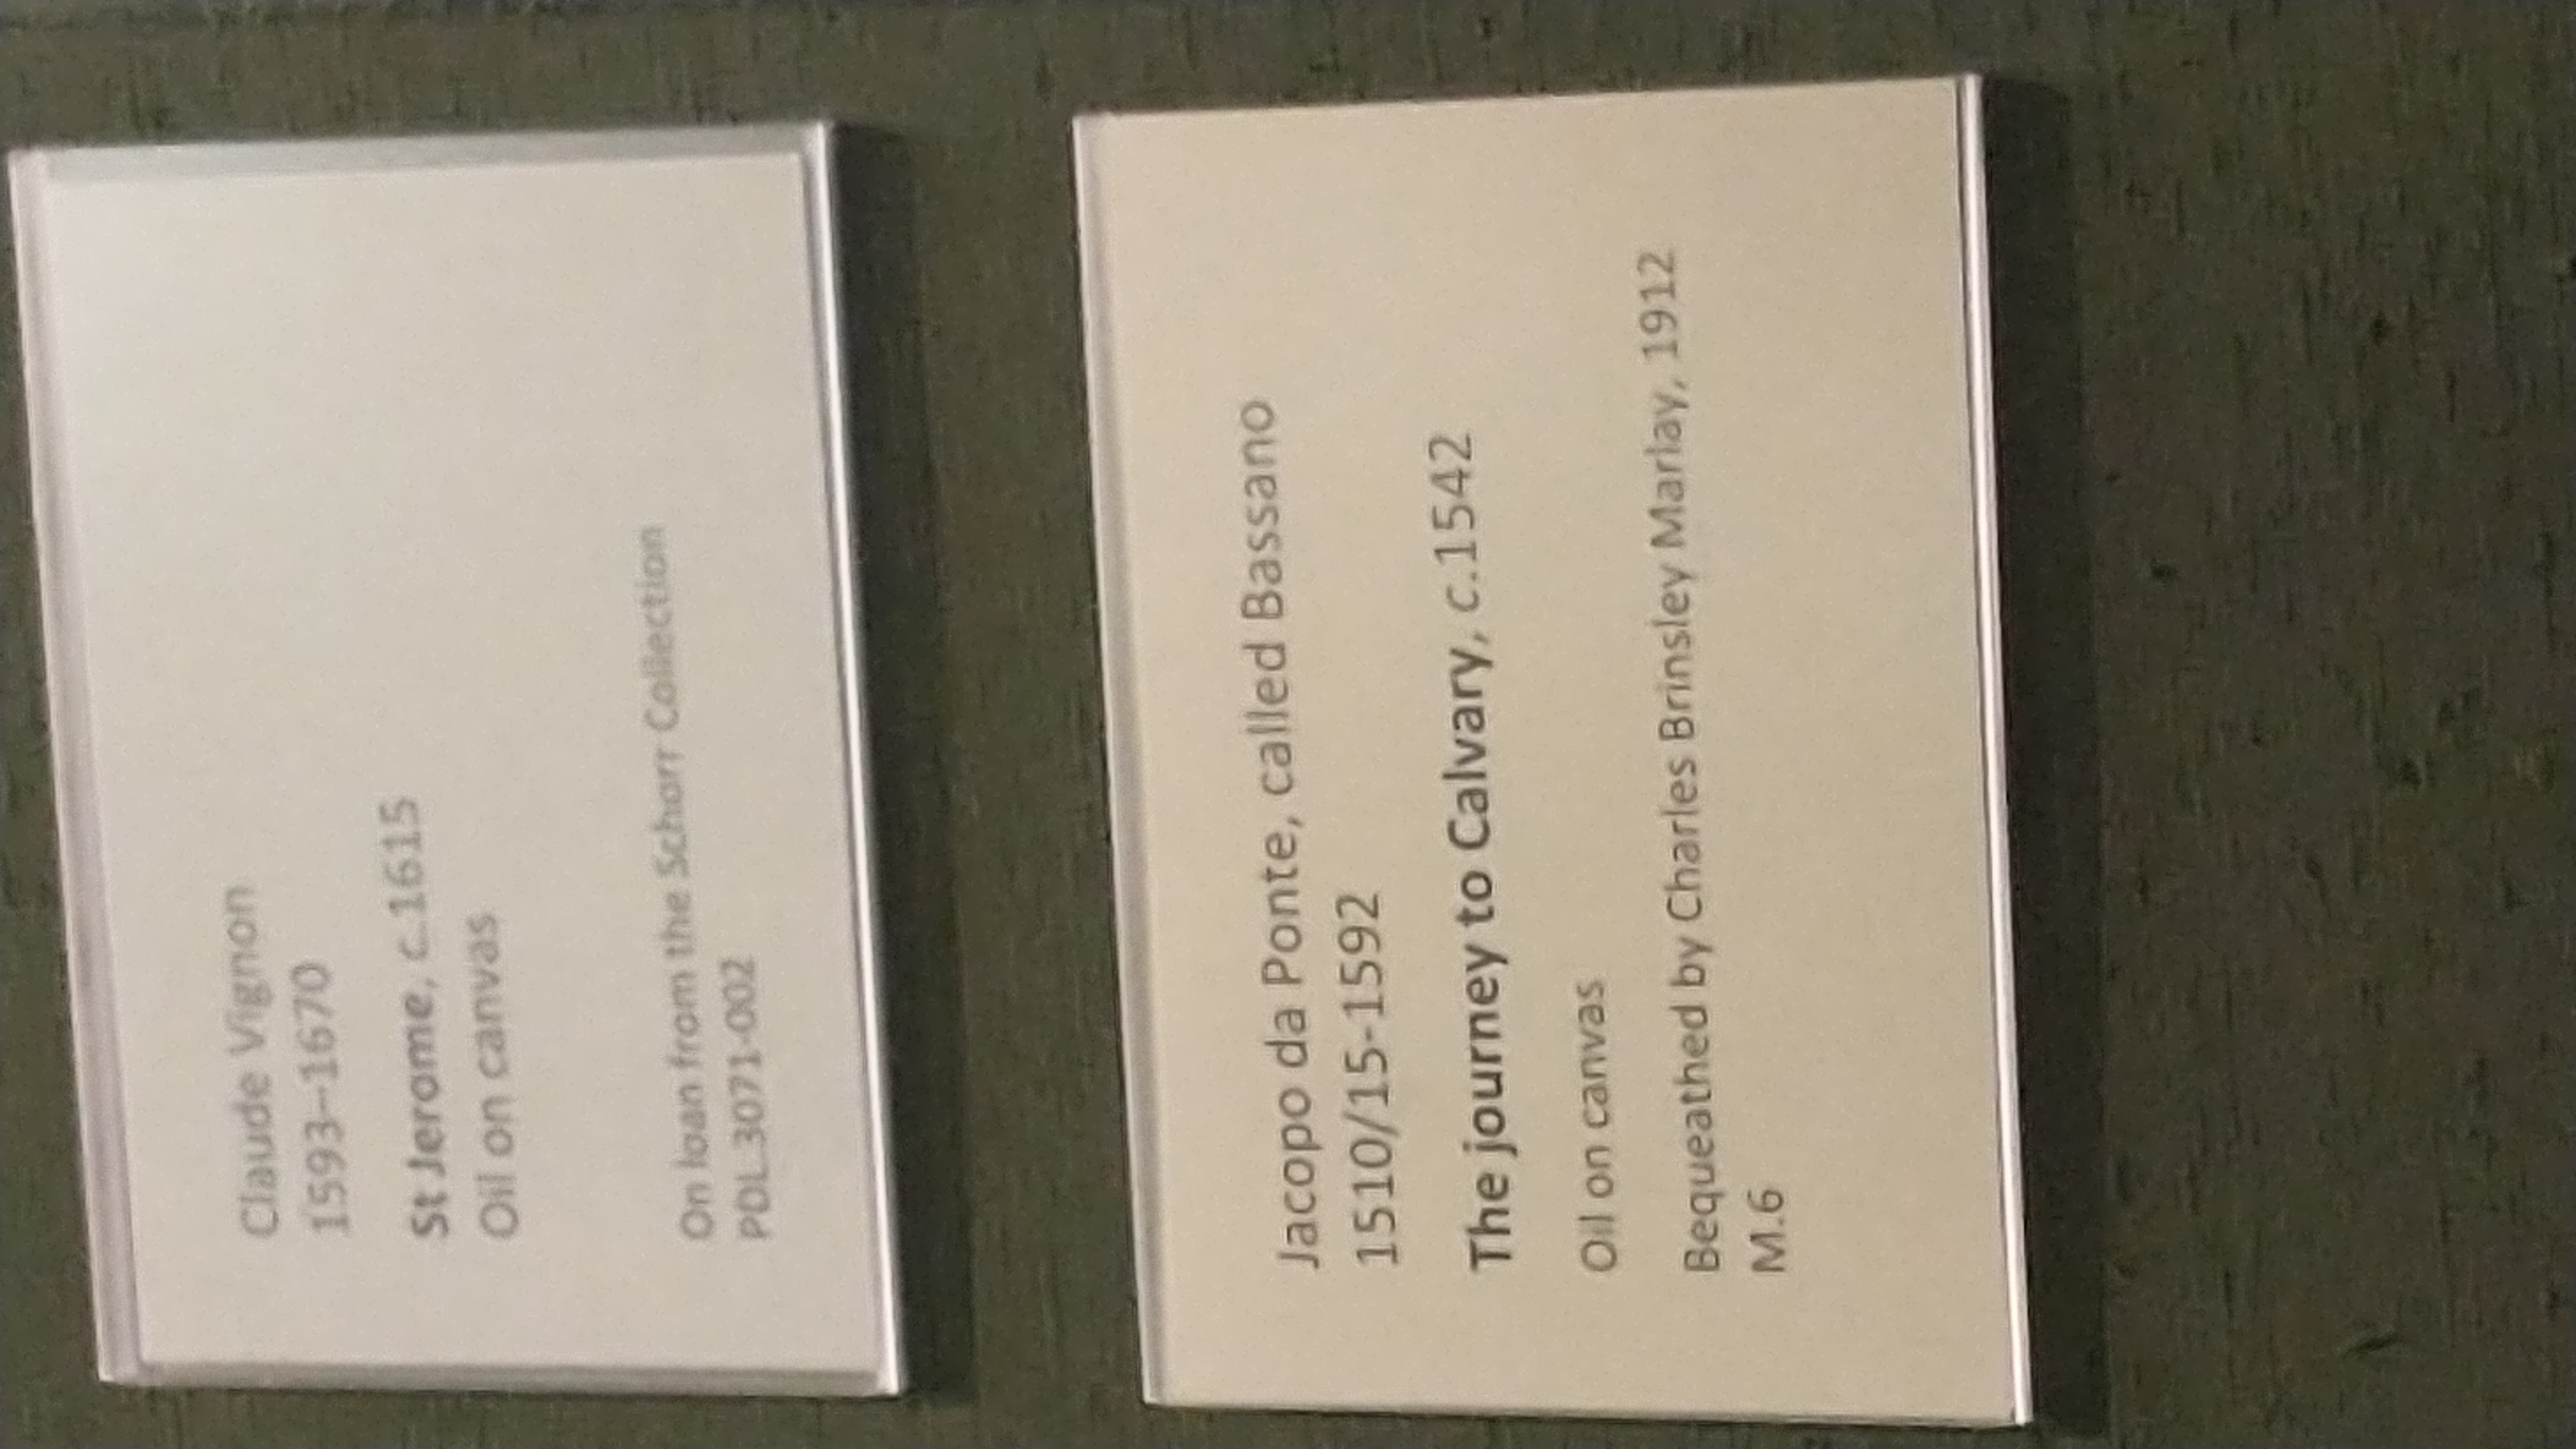 Claude Vignon
1593–1670
St Jerome, c.1615
Oil on canvas
On loan from the Schorr Collection
PDL.3071-002
Jacopo da Ponte, called Bassano
1510/15-1592
The journey to Calvary, c.1542
Oil on canvas
Bequeathed by Charles Brinsley Marlay, 1912
M.6